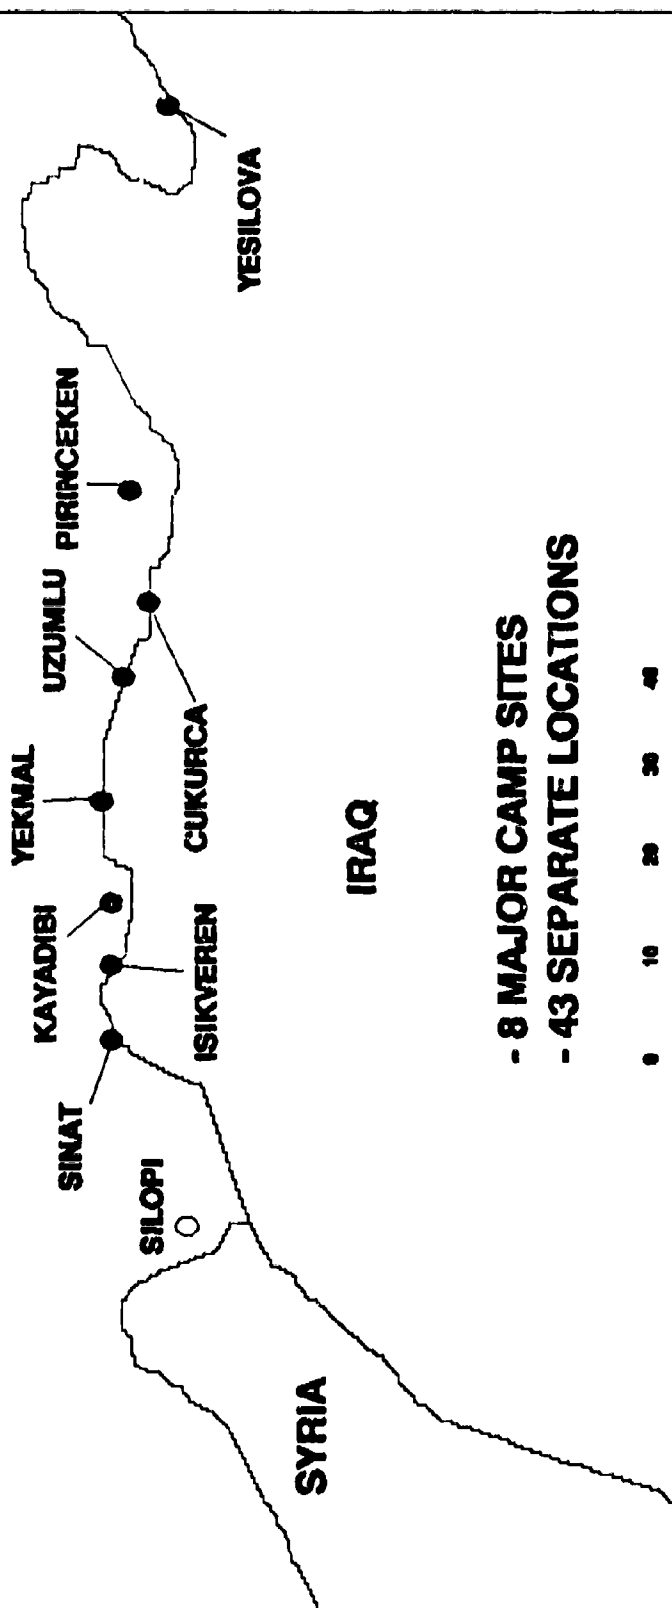 YESILOVA
PIRINCEKEN
UZUMLU
YEKMAL
CUKURCA
KAYADIBI
ISIKVEREN
SINAT
SILOPI
IRAQ
SYRIA
- 8 MAJOR CAMP SITES
- 43 SEPARATE LOCATIONS
0 10 20 30 40